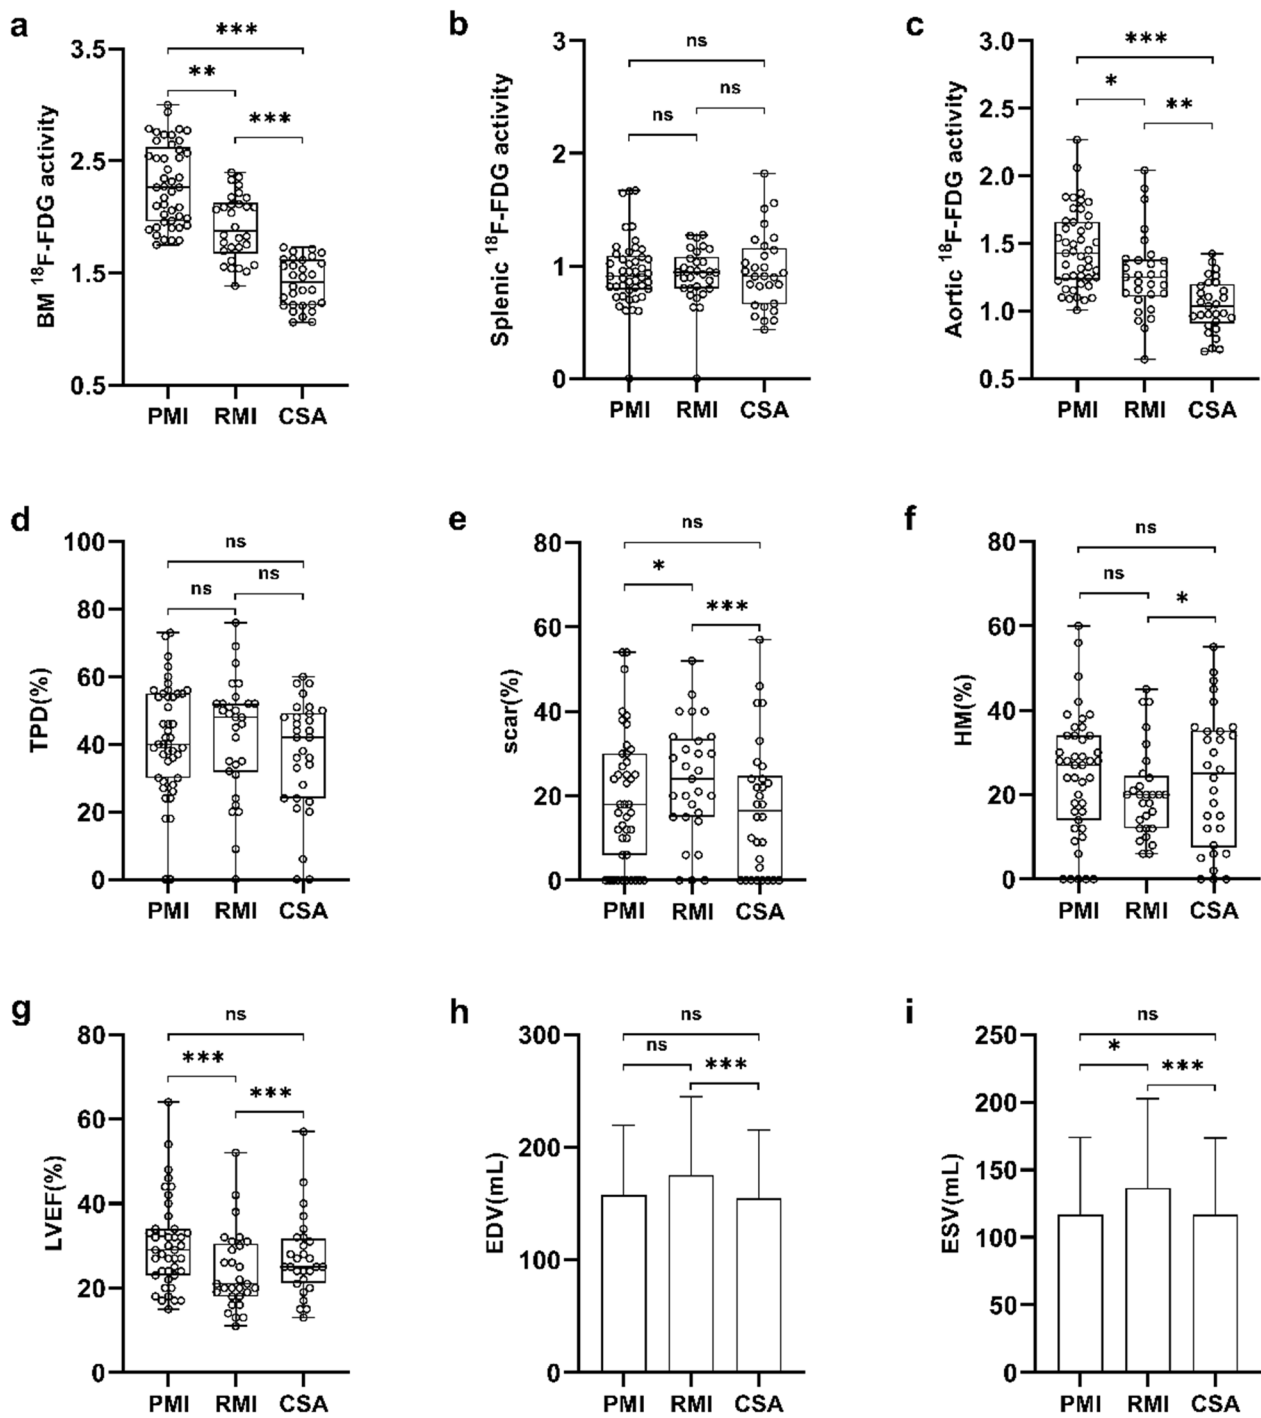 a
BM 18F-FDG activity
3.5
2.5
1.5
0.5
***
**
***
PMI RMI CSA
b
Splenic 18F-FDG activity
3
2
1
0
ns
ns
ns
PMI RMI CSA
c
Aortic 18F-FDG activity
3.0
2.5
2.0
1.5
1.0
0.5
***
*
**
PMI RMI CSA
d
TPD(%)
100
80
60
40
20
0
ns
ns
ns
PMI RMI CSA
e
scar(%)
80
60
40
20
0
ns
*
***
PMI RMI CSA
f
HM(%)
80
60
40
20
0
ns
ns
*
PMI RMI CSA
g
LVEF(%)
80
60
40
20
0
ns
***
***
PMI RMI CSA
h
EDV(mL)
300
200
100
0
ns
ns
***
PMI RMI CSA
i
ESV(mL)
250
200
150
100
50
0
ns
*
***
PMI RMI CSA